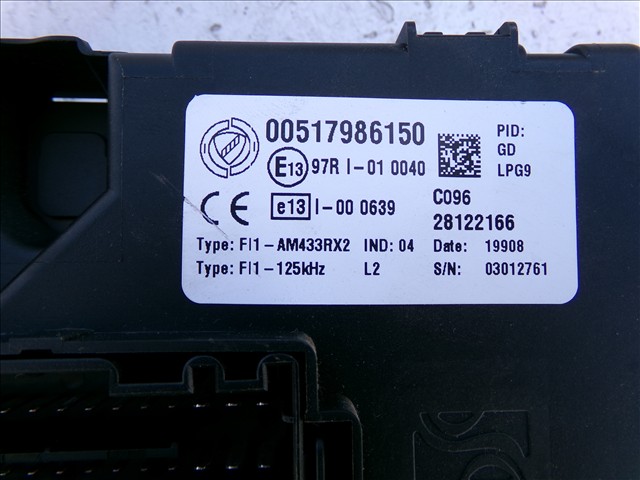 00517986150
PID:
GD
LPG9
E13 97R I-01 0040
CE e13 I-00 0639
C096
28122166
Type: FI1-AM433RX2 IND: 04 Date: 19908
Type: FI1-125kHz L2 S/N: 03012761